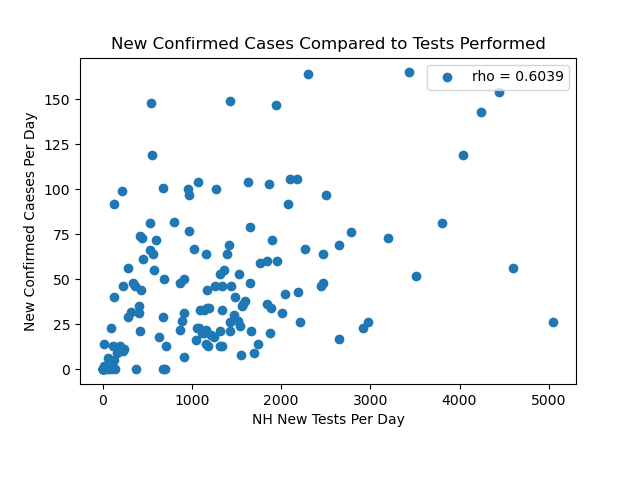 New Confirmed Cases Compared to Tests Performed
rho = 0.6039
New Confirmed Caeses Per Day
150
125
100
75
50
25
0
0 1000 2000 3000 4000 5000
NH New Tests Per Day